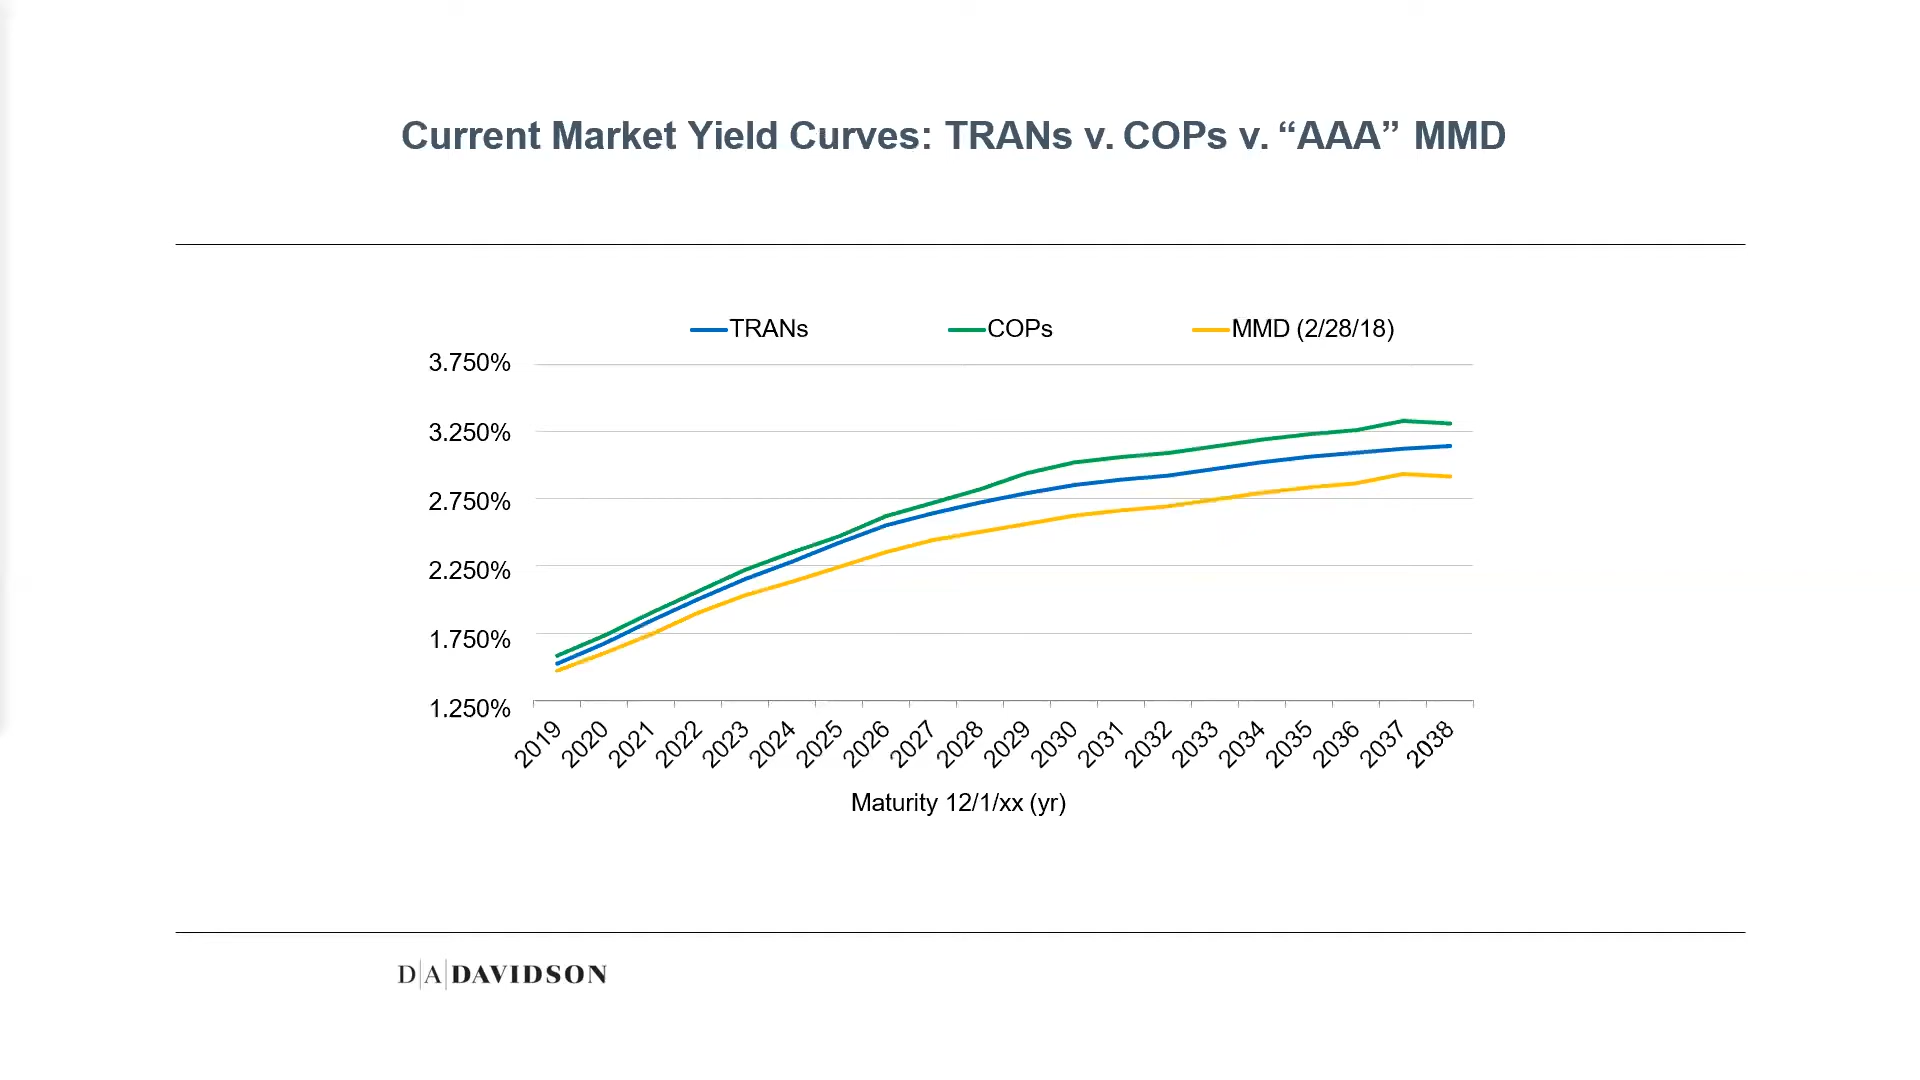 Current Market Yield Curves: TRANs v. COPs v. “AAA” MMD
TRANs COPs MMD (2/28/18)
3.750%
3.250%
2.750%
2.250%
1.750%
1.250%
2019 2020 2021 2022 2023 2024 2025 2026 2027 2028 2029 2030 2031 2032 2033 2034 2035 2036 2037 2038
Maturity 12/1/xx (yr)
D|A|DAVIDSON